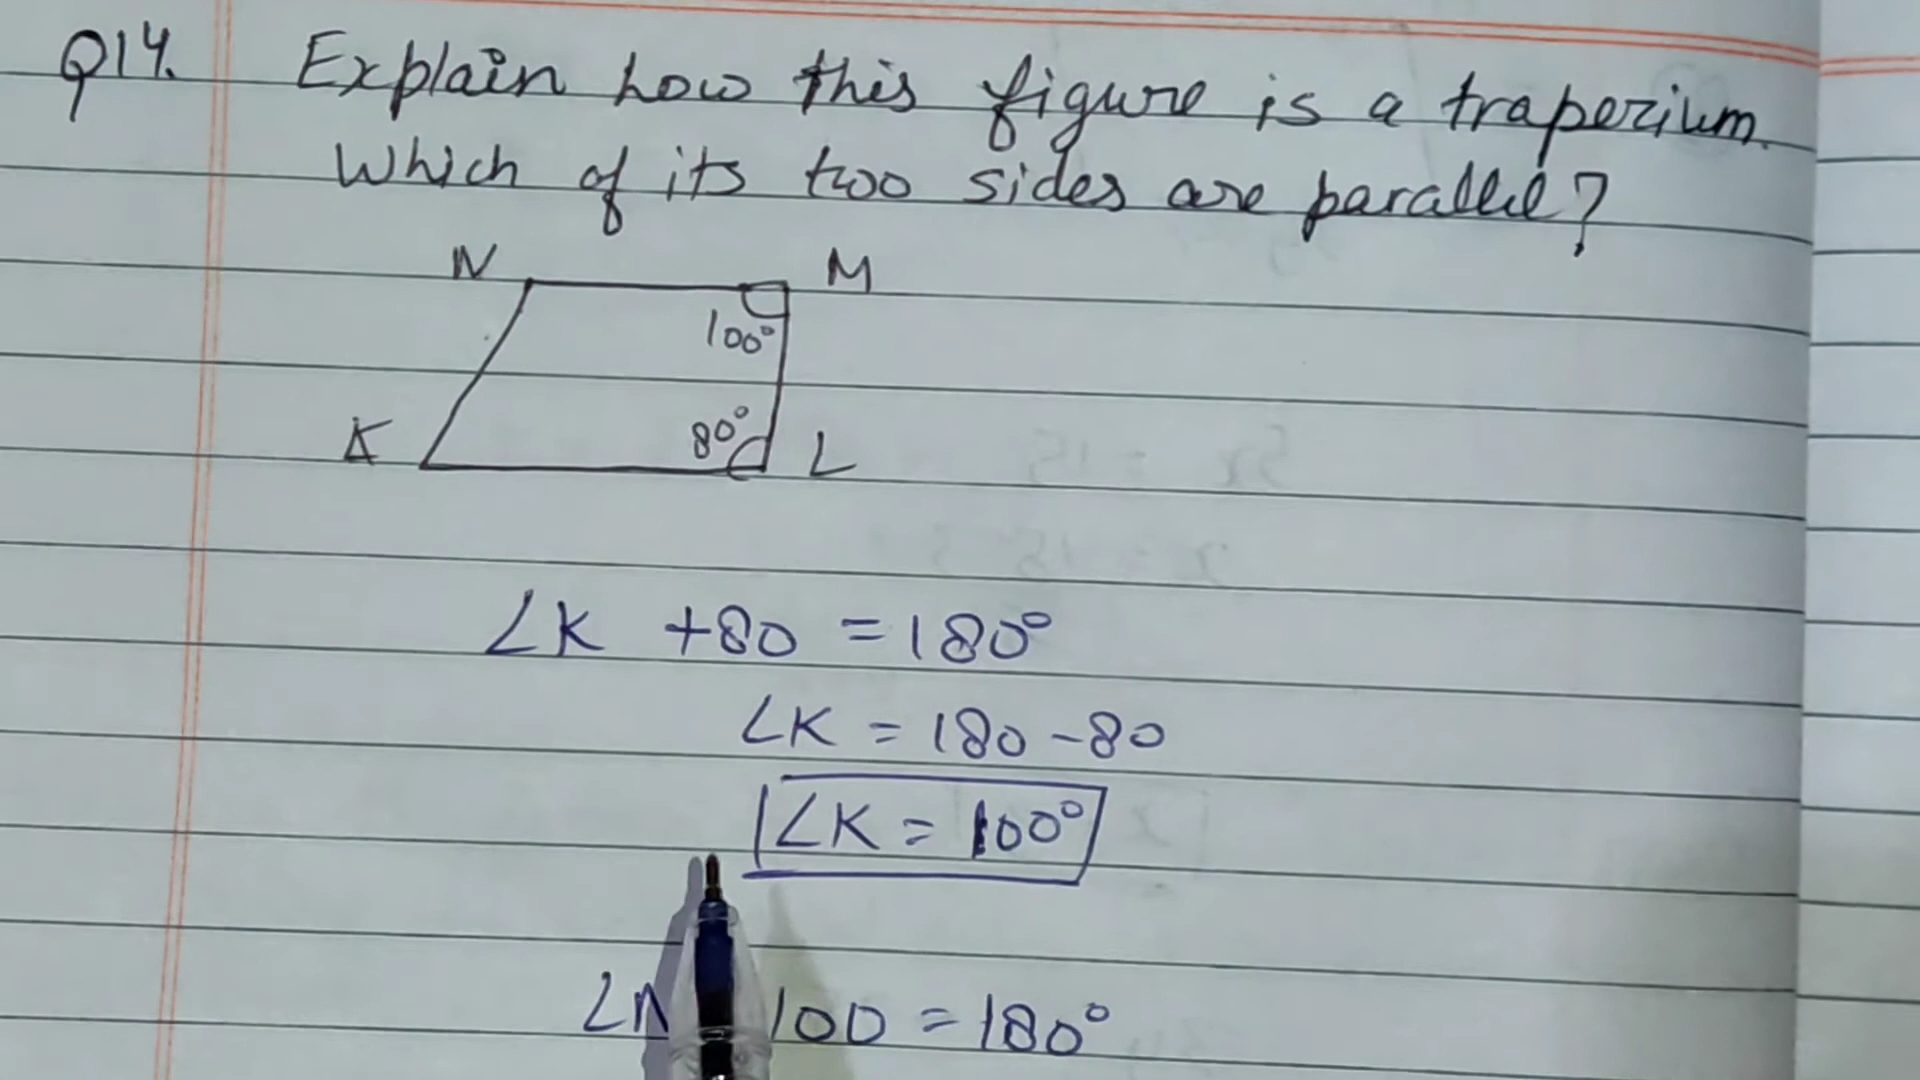 Q14. Explain how this figure is a traperium.
Which of its two sides are parallel?
N M
100°
80°
K L
∠K +80 = 180°
∠K = 180 -80
∠K = 100°
100 = 180°